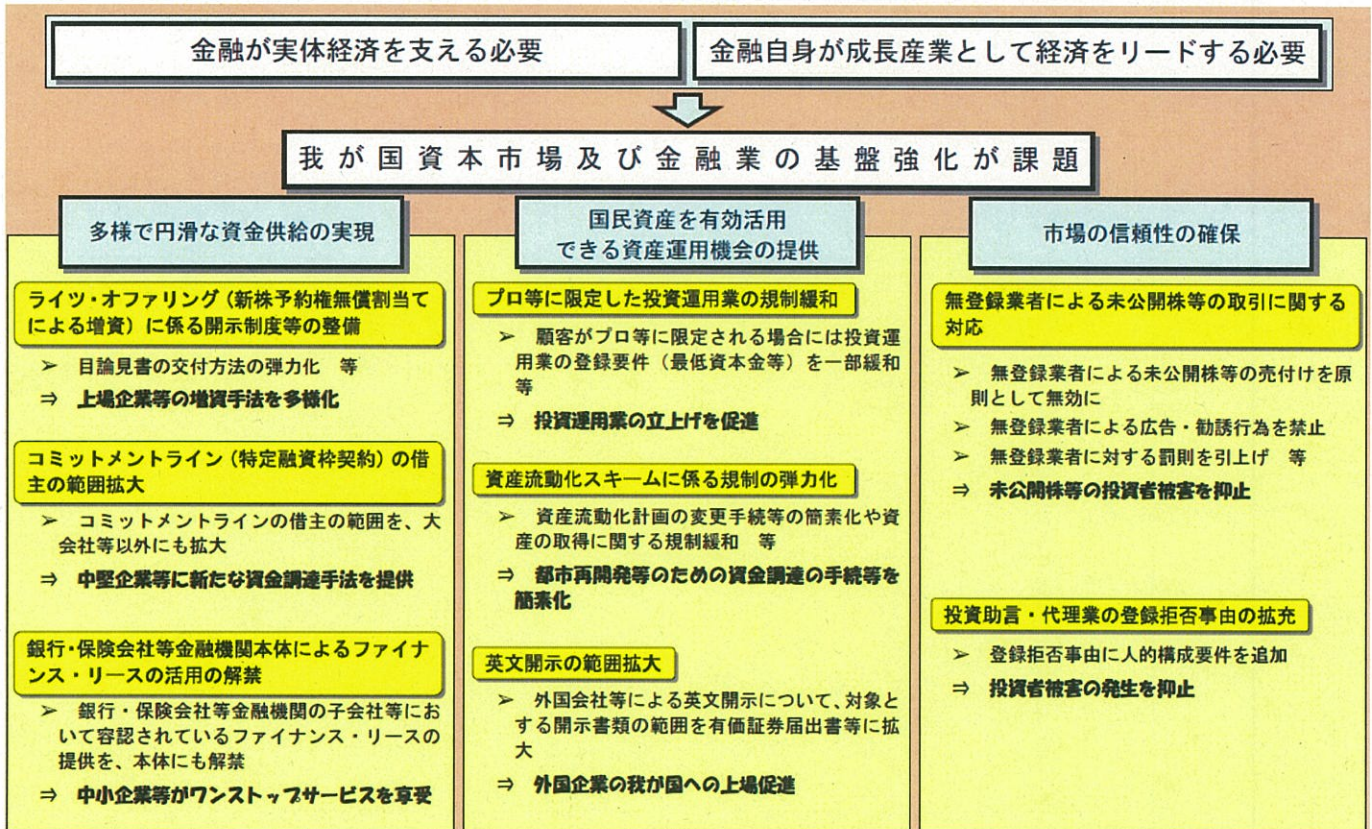 金融が実体経済を支える必要
金融自身が成長産業として経済をリードする必要
我が国資本市場及び金融業の基盤強化が課題
多様で円滑な資金供給の実現
ライツ・オファリング（新株予約権無償割当て
による増資）に係る開示制度等の整備
➢ 目論見書の交付方法の弾力化　等
⇒ 上場企業等の増資手法を多様化
コミットメントライン（特定融資枠契約）の借
主の範囲拡大
➢ コミットメントラインの借主の範囲を、大
会社等以外にも拡大
⇒ 中堅企業等に新たな資金調達手法を提供
銀行・保険会社等金融機関本体によるファイナ
ンス・リースの活用の解禁
➢ 銀行・保険会社等金融機関の子会社等にお
いて容認されているファイナンス・リースの
提供を、本体にも解禁
⇒ 中小企業等がワンストップサービスを享受
国民資産を有効活用
できる資産運用機会の提供
プロ等に限定した投資運用業の規制緩和
➢ 顧客がプロ等に限定される場合には投資運
用業の登録要件（最低資本金等）を一部緩和
等
⇒ 投資運用業の立上げを促進
資産流動化スキームに係る規制の弾力化
➢ 資産流動化計画の変更手続等の簡素化や資
産の取得に関する規制緩和　等
⇒ 都市再開発等のための資金調達の手続等を
簡素化
英文開示の範囲拡大
➢ 外国会社等による英文開示について、対象と
する開示書類の範囲を有価証券届出書等に拡
大
⇒ 外国企業の我が国への上場促進
市場の信頼性の確保
無登録業者による未公開株等の取引に関する
対応
➢ 無登録業者による未公開株等の売付けを原
則として無効に
➢ 無登録業者による広告・勧誘行為を禁止
➢ 無登録業者に対する罰則を引上げ　等
⇒ 未公開株等の投資者被害を抑止
投資助言・代理業の登録拒否事由の拡充
➢ 登録拒否事由に人的構成要件を追加
⇒ 投資者被害の発生を抑止